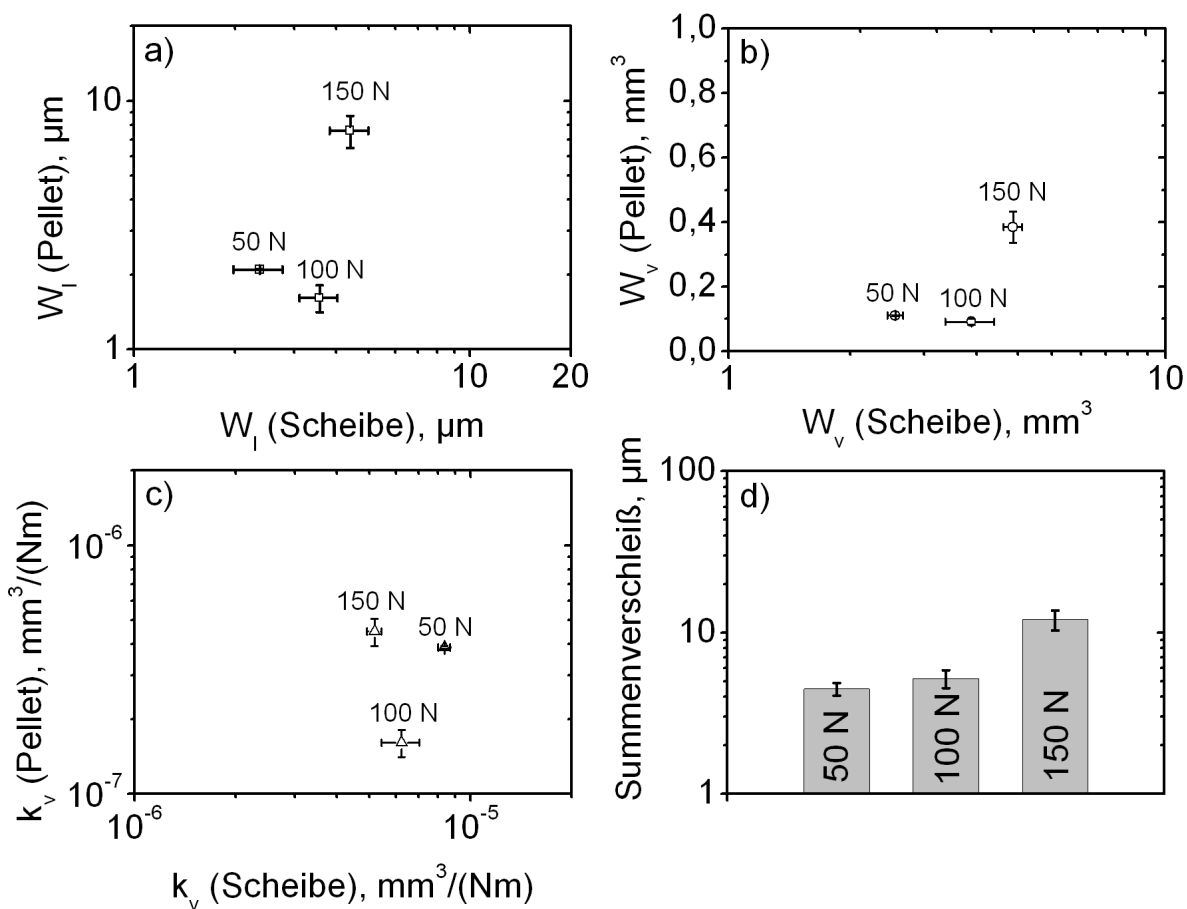 a)
150 N
50 N
100 N
10
1
W_l (Pellet), µm
1 10 20
W_l (Scheibe), µm
b)
1,0
0,8
0,6
0,4
0,2
0,0
W_v (Pellet), mm³
150 N
50 N 100 N
1 10
W_v (Scheibe), mm³
c)
10⁻⁶
10⁻⁷
k_v (Pellet), mm³/(Nm)
150 N
50 N
100 N
10⁻⁶ 10⁻⁵
k_v (Scheibe), mm³/(Nm)
d)
100
10
1
Summenverschleiß, µm
50 N
100 N
150 N